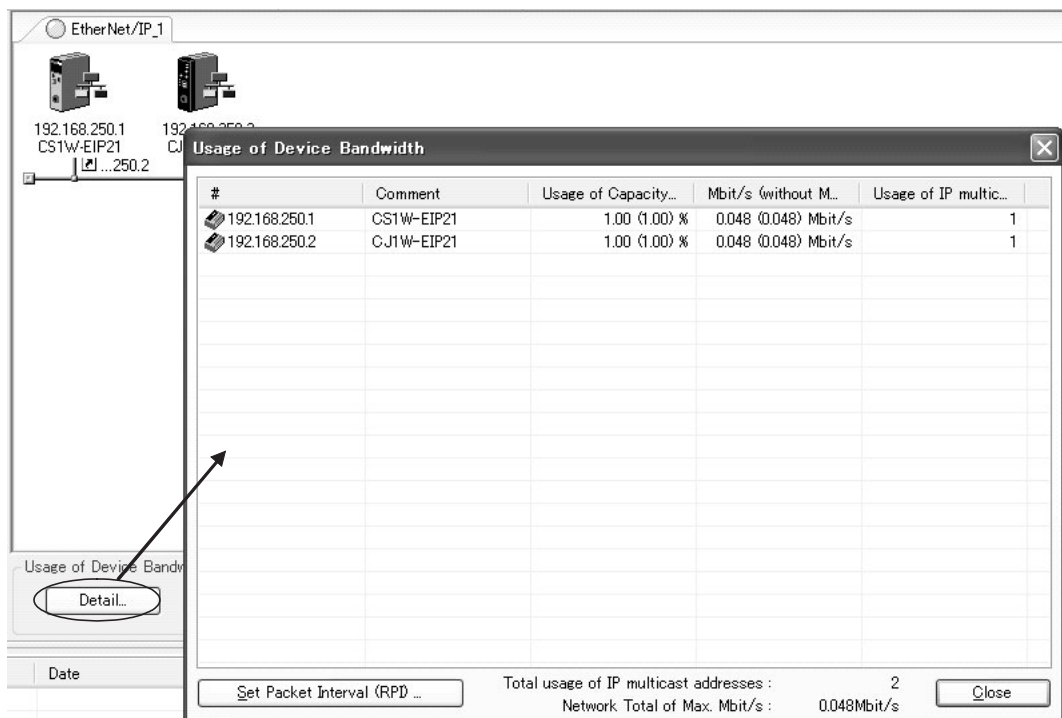 EtherNet/IP_1
192.168.250.1
CS1W-EIP21
...250.2
Usage of Device Bandwidth
# Comment Usage of Capacity... Mbit/s (without M... Usage of IP multic...
192.168.250.1 CS1W-EIP21 1.00 (1.00) % 0.048 (0.048) Mbit/s 1
192.168.250.2 CJ1W-EIP21 1.00 (1.00) % 0.048 (0.048) Mbit/s 1
Usage of Device
Detail...
Date
Set Packet Interval (RPI) ...
Total usage of IP multicast addresses : 2
Network Total of Max. Mbit/s : 0.048Mbit/s
Close